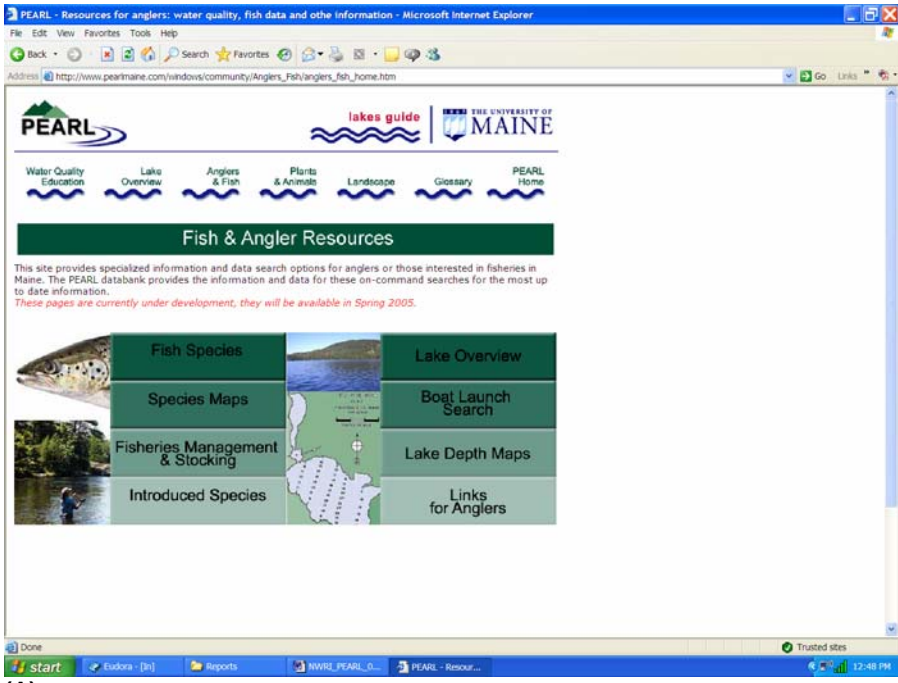 PEARL - Resources for anglers: water quality, fish data and othe information - Microsoft Internet Explorer
File Edit View Favorites Tools Help
Back Search Favorites
Address http://www.pearlmaine.com/windows/community/Anglers_Fish/anglers_fish_home.htm Go Links
PEARL
lakes guide
THE UNIVERSITY OF
MAINE
Water Quality Education
Lake Overview
Anglers & Fish
Plants & Animals
Landscape
Glossary
PEARL Home
Fish & Angler Resources
This site provides specialized information and data search options for anglers or those interested in fisheries in
Maine. The PEARL databank provides the information and data for these on-command searches for the most up
to date information.
These pages are currently under development, they will be available in Spring 2005.
Fish Species
Species Maps
Fisheries Management
& Stocking
Introduced Species
Lake Overview
Boat Launch
Search
Lake Depth Maps
Links
for Anglers
Done Trusted sites
start Eudora - [In] Reports NWRI_PEARL_0... PEARL - Resour... 12:48 PM